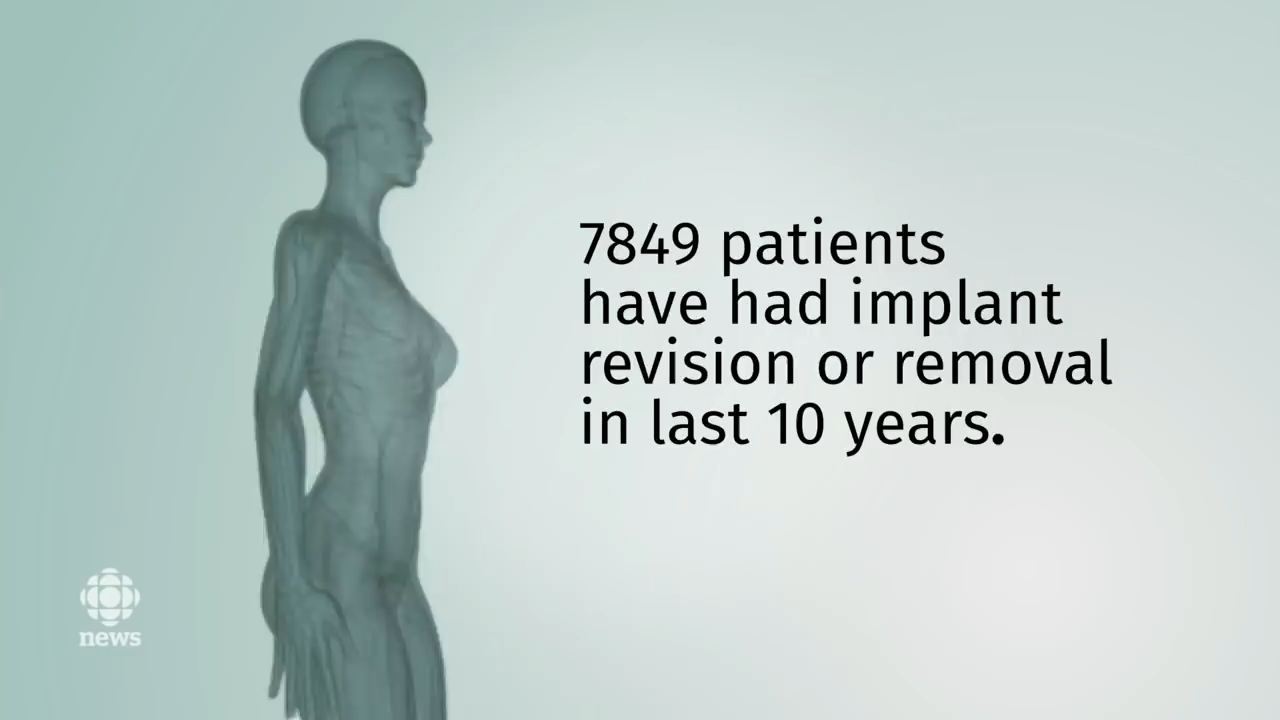 7849 patients
have had implant
revision or removal
in last 10 years.
news